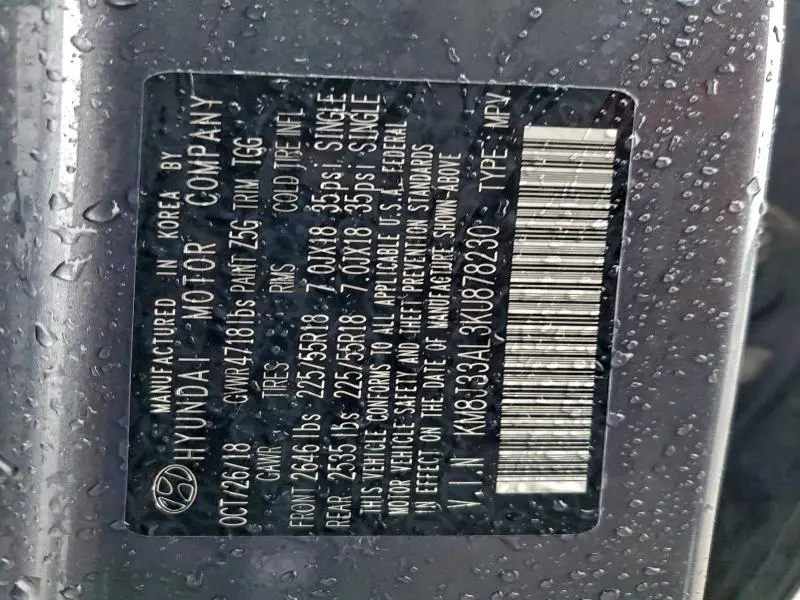 MANUFACTURED IN KOREA BY
HYUNDAI MOTOR COMPANY
OCT/26/18 GVWR4718lbs PAINT Z5G TRIM TGG
GAWR TIRES RIMS COLD TIRE INFL
FRONT 2646lbs 225/55R18 7.0JX18 35psi SINGLE
REAR 2535lbs 225/55R18 7.0JX18 35psi SINGLE
THIS VEHICLE CONFORMS TO ALL APPLICABLE U.S.A. FEDERAL
MOTOR VEHICLE SAFETY AND THEFT PREVENTION STANDARDS
IN EFFECT ON THE DATE OF MANUFACTURE SHOWN ABOVE
V.I.N KM8J33AL3KU878230 ~ TYPE: MPV